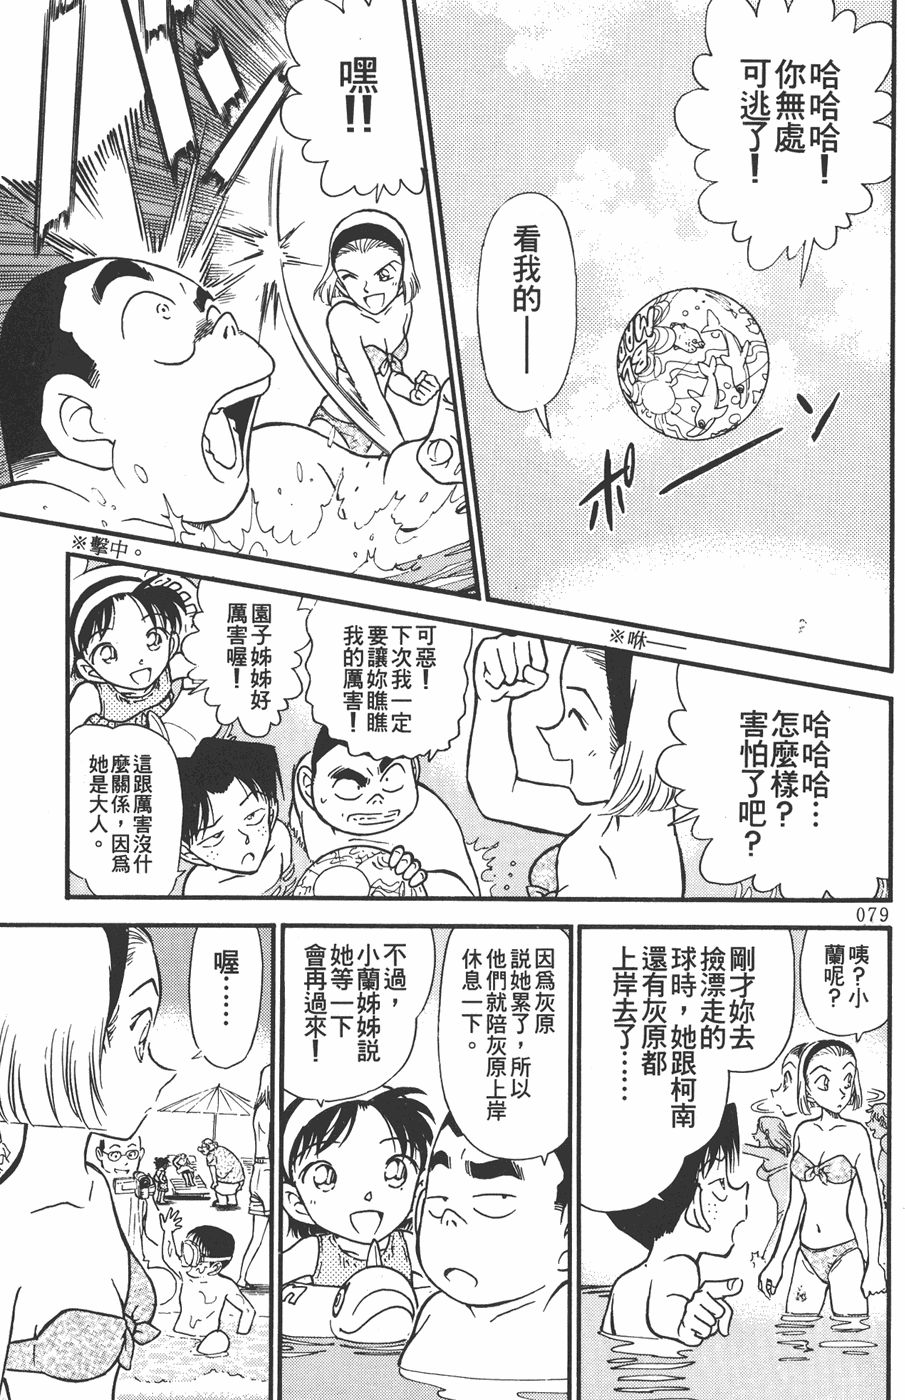 哈哈哈！
你無處
可逃了！
看我的——
ポーン
※咻——
嘿!!
※擊中。
哈哈哈…
怎麼樣？
害怕了吧？
可惡！
下次我一定
要讓妳瞧瞧
我的厲害！
園子姊姊好
厲害喔！
這跟厲害沒什
麼關係，因爲
她是大人。
079
咦？小
蘭呢？
剛才妳去
撿漂走的
球時，她跟柯南
還有灰原都
上岸去了……
因爲灰原
說她累了，所以
他們就陪灰原上岸
休息一下。
不過，
小蘭姊姊說
她等一下
會再過來！
喔……